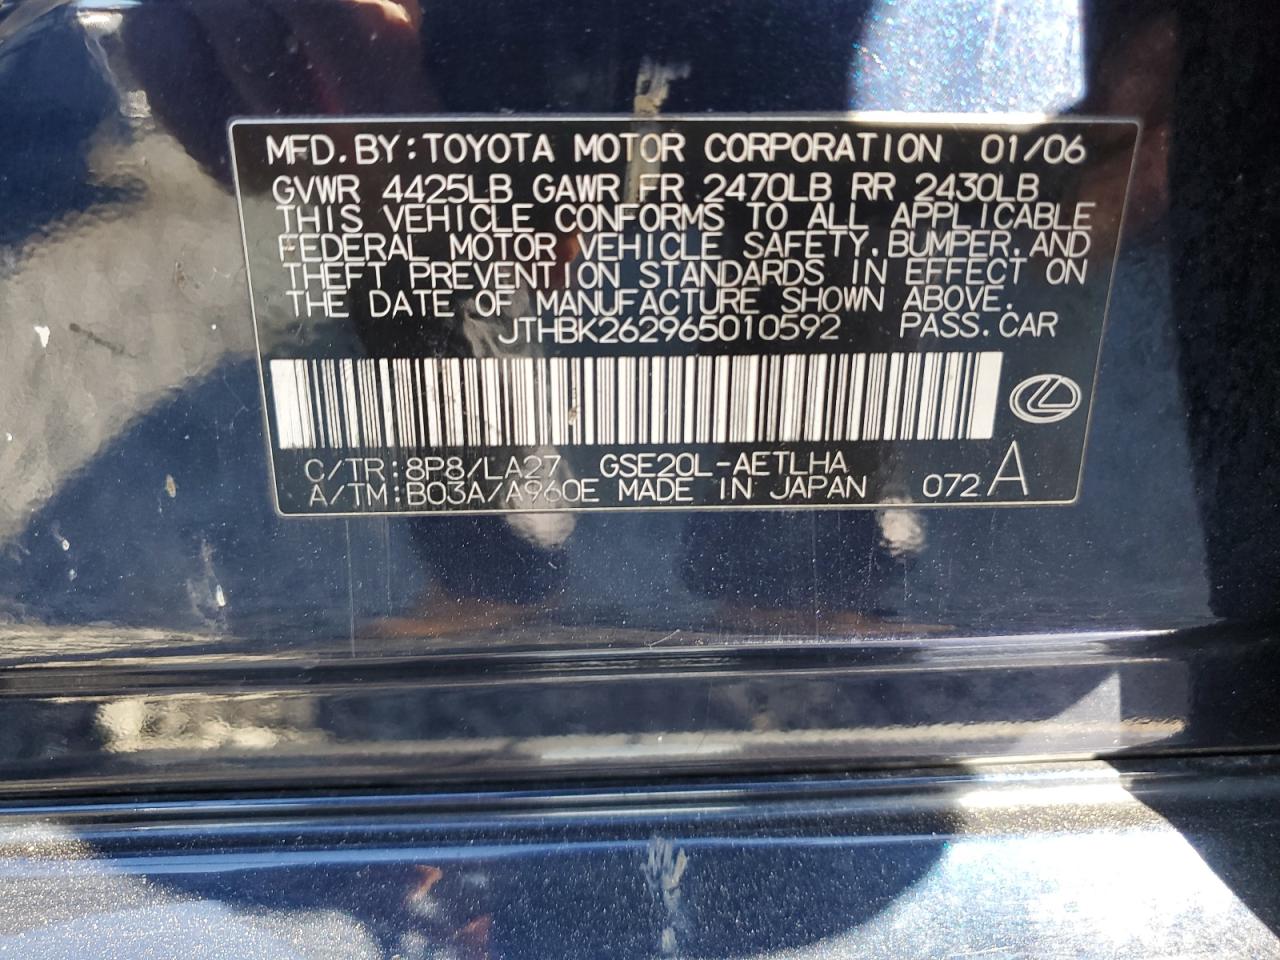 MFD.BY:TOYOTA MOTOR CORPORATION 01/06
GVWR 4425LB GAWR FR 2470LB RR 2430LB
THIS VEHICLE CONFORMS TO ALL APPLICABLE
FEDERAL MOTOR VEHICLE SAFETY,BUMPER,AND
THEFT PREVENTION STANDARDS IN EFFECT ON
THE DATE OF MANUFACTURE SHOWN ABOVE.
JTHBK262965010592 PASS.CAR
C/TR:8P8/LA27 GSE20L-AETLHA
A/TM:B03A/A960E MADE IN JAPAN 072 A